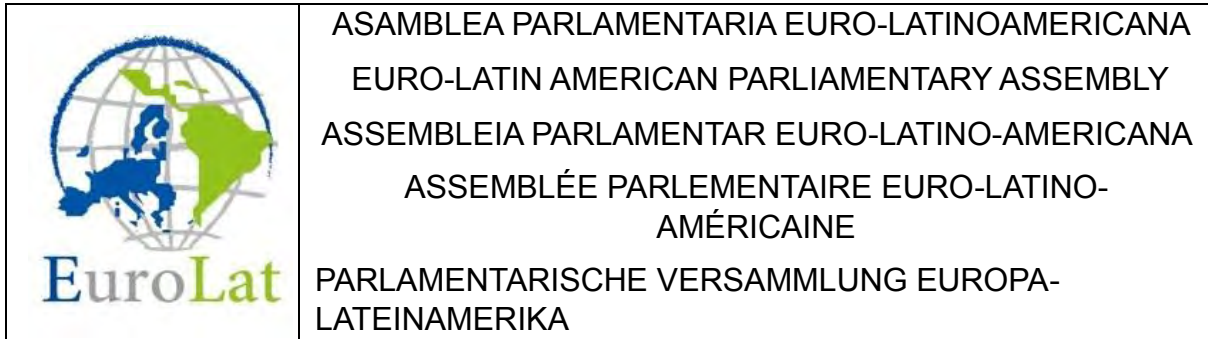 EuroLat
ASAMBLEA PARLAMENTARIA EURO-LATINOAMERICANA
EURO-LATIN AMERICAN PARLIAMENTARY ASSEMBLY
ASSEMBLEIA PARLAMENTAR EURO-LATINO-AMERICANA
ASSEMBLÉE PARLEMENTAIRE EURO-LATINO-
AMÉRICAINE
PARLAMENTARISCHE VERSAMMLUNG EUROPA-
LATEINAMERIKA